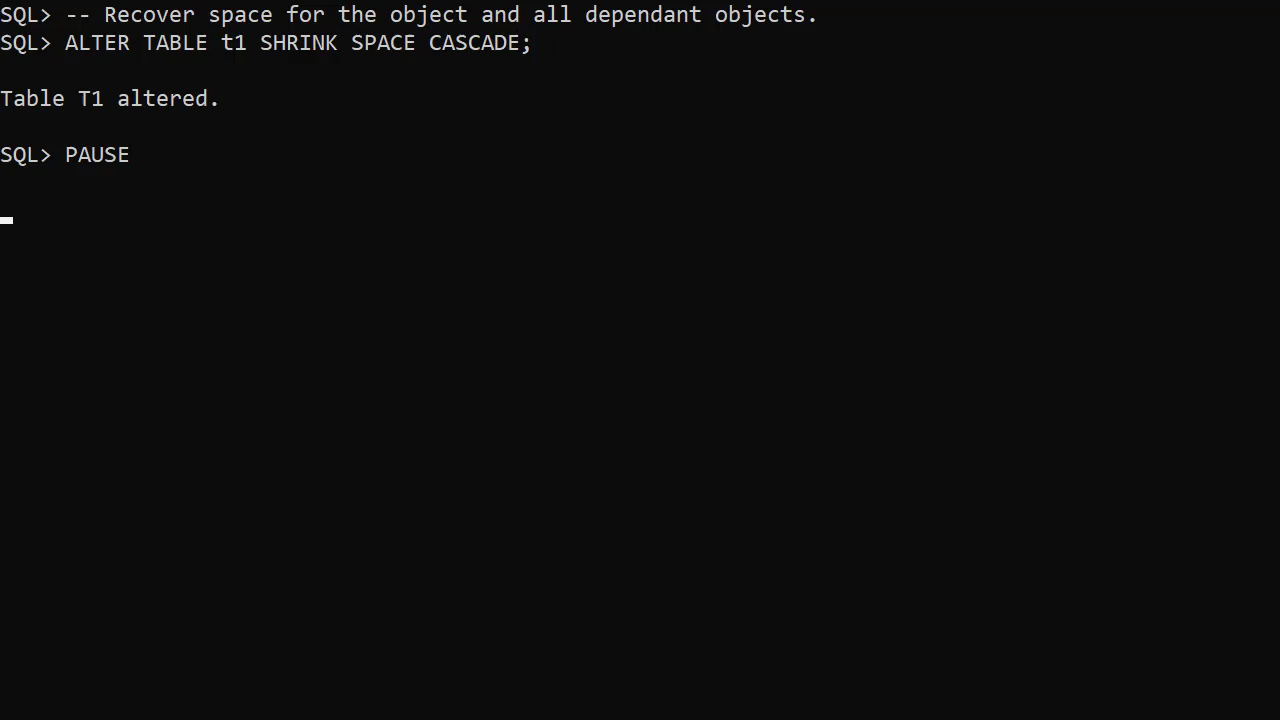 SQL> -- Recover space for the object and all dependant objects.
SQL> ALTER TABLE t1 SHRINK SPACE CASCADE;
Table T1 altered.
SQL> PAUSE